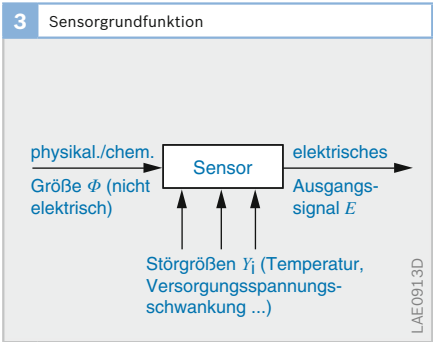 3 Sensorgrundfunktion
physikal./chem.
Größe Φ (nicht
elektrisch)
Sensor
elektrisches
Ausgangs-
signal E
Störgrößen Yi (Temperatur,
Versorgungsspannungs-
schwankung ...)
LAE0913D